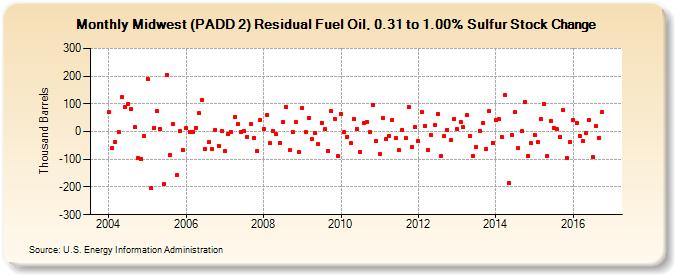 Monthly Midwest (PADD 2) Residual Fuel Oil, 0.31 to 1.00% Sulfur Stock Change
Thousand Barrels
300
200
100
0
-100
-200
-300
2004 2006 2008 2010 2012 2014 2016
Source: U.S. Energy Information Administration